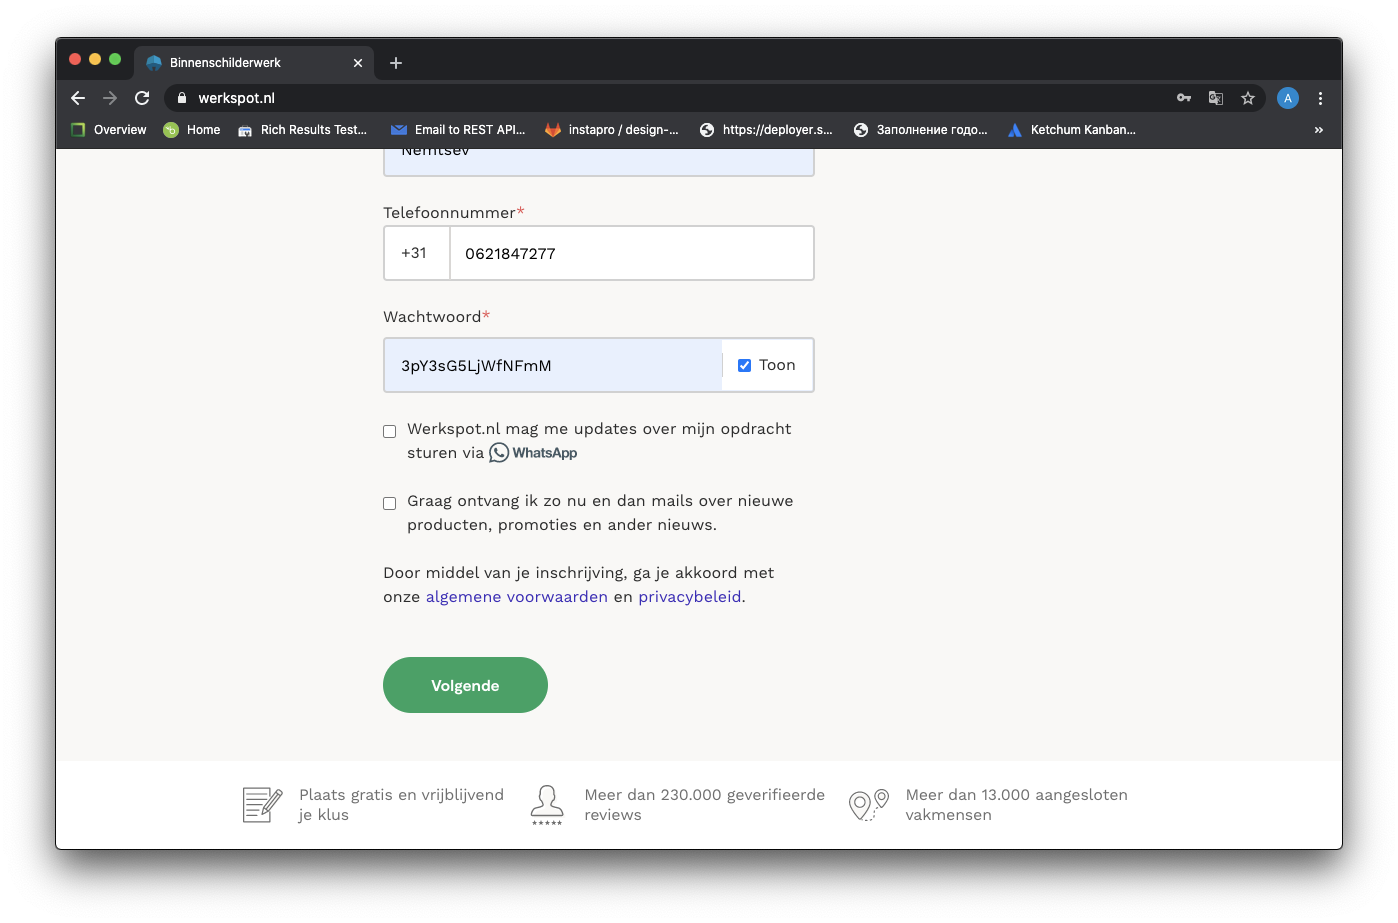 Binnenschilderwerk
werkspot.nl
A
Overview
Home
Rich Results Test...
Email to REST API...
instapro / design-...
https://deployer.s...
Заполнение годо...
Ketchum Kanban...
»
Nemtsev
Telefoonnummer*
+31
0621847277
Wachtwoord*
3pY3sG5LjWfNFmM
Toon
Werkspot.nl mag me updates over mijn opdracht
sturen via WhatsApp
Graag ontvang ik zo nu en dan mails over nieuwe
producten, promoties en ander nieuws.
Door middel van je inschrijving, ga je akkoord met
onze algemene voorwaarden en privacybeleid.
Volgende
Plaats gratis en vrijblijvend
je klus
Meer dan 230.000 geverifieerde
reviews
Meer dan 13.000 aangesloten
vakmensen